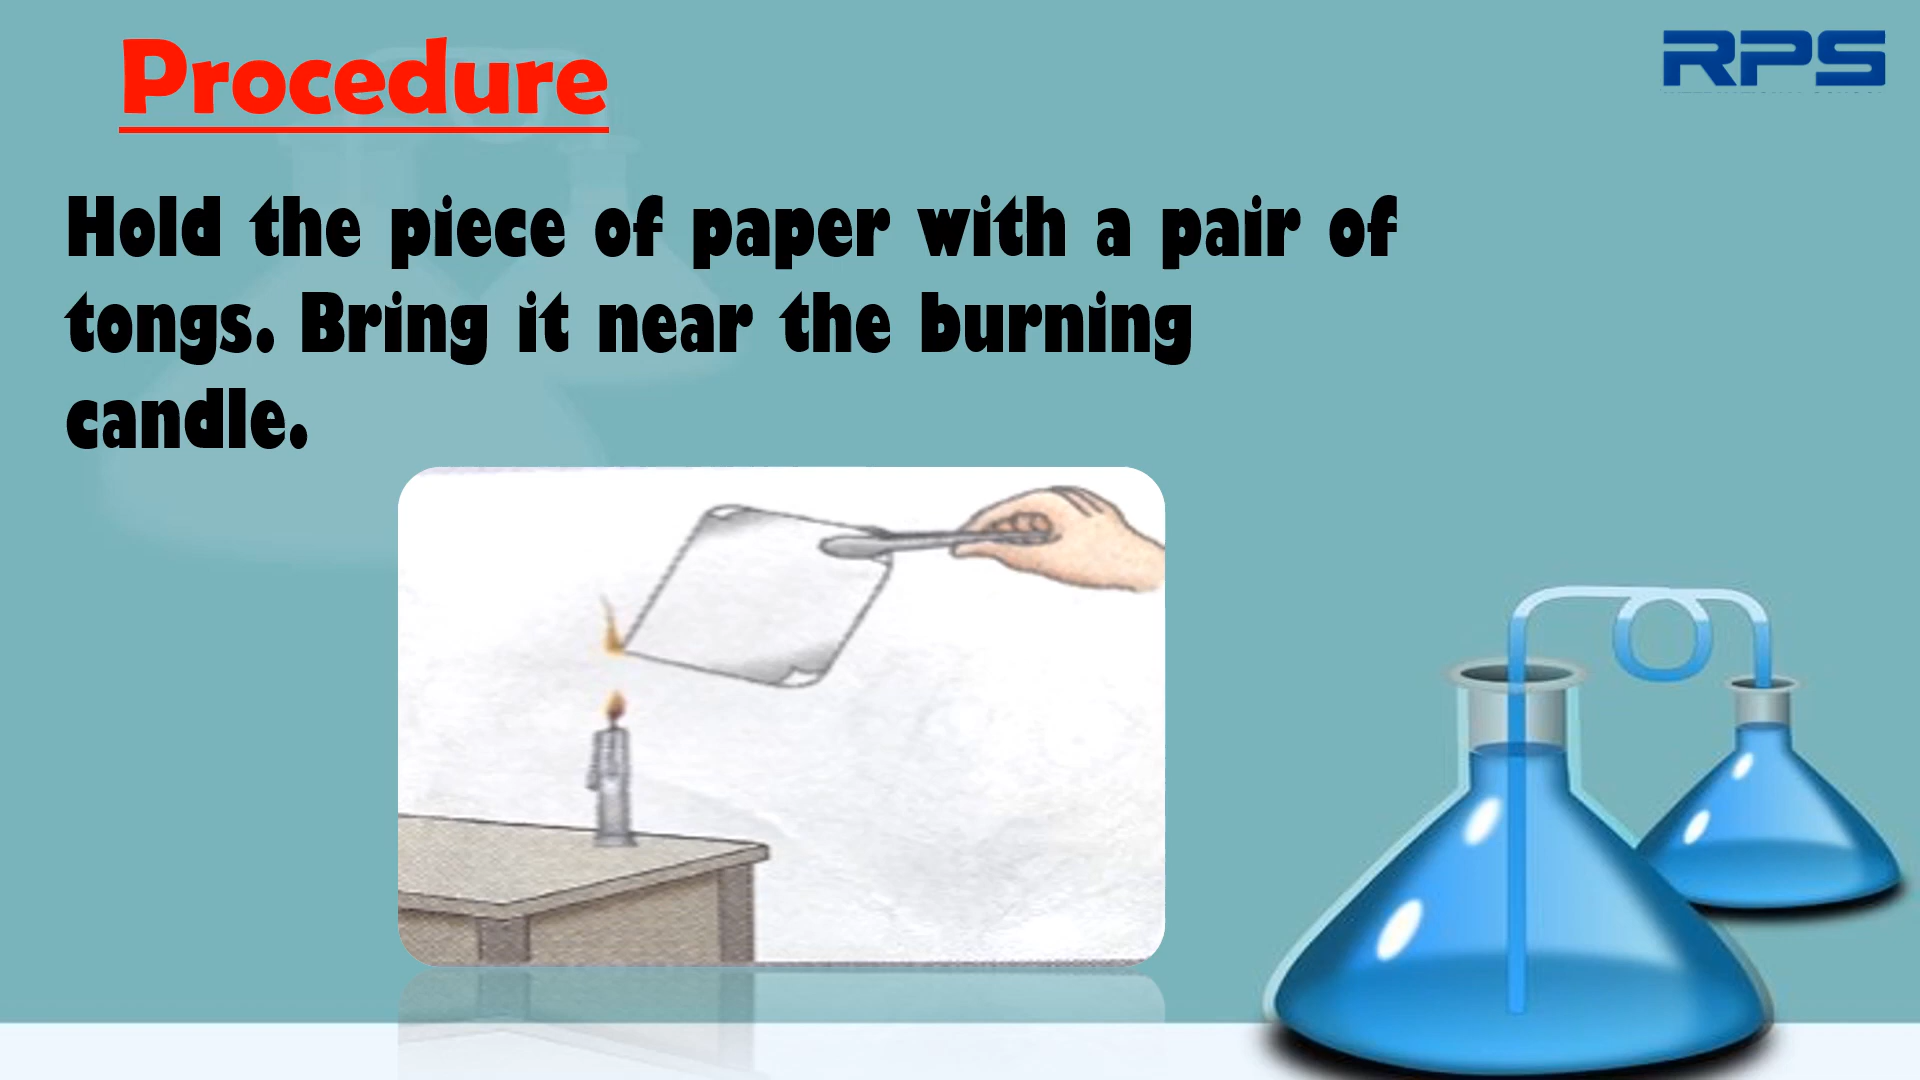 Procedure
RPS
Hold the piece of paper with a pair of
tongs. Bring it near the burning
candle.